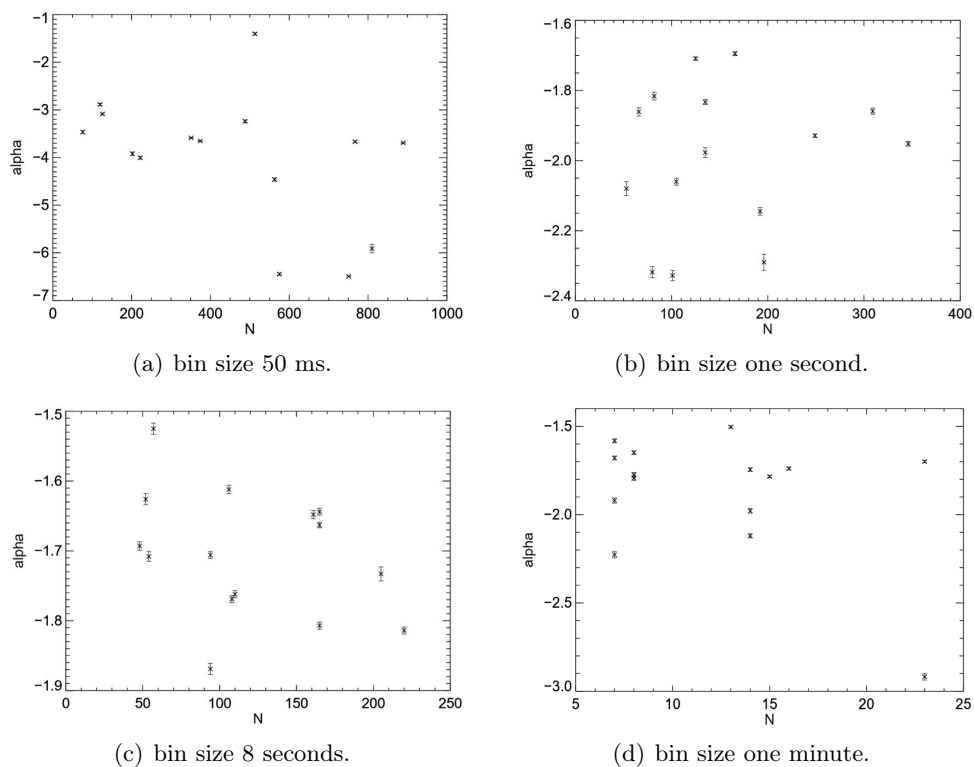 −1
−2
−3
−4
−5
−6
−7
alpha
0 200 400 600 800 1000
N
(a) bin size 50 ms.
−1.6
−1.8
−2.0
−2.2
−2.4
alpha
0 100 200 300 400
N
(b) bin size one second.
−1.5
−1.6
−1.7
−1.8
−1.9
alpha
0 50 100 150 200 250
N
(c) bin size 8 seconds.
−1.5
−2.0
−2.5
−3.0
alpha
5 10 15 20 25
N
(d) bin size one minute.